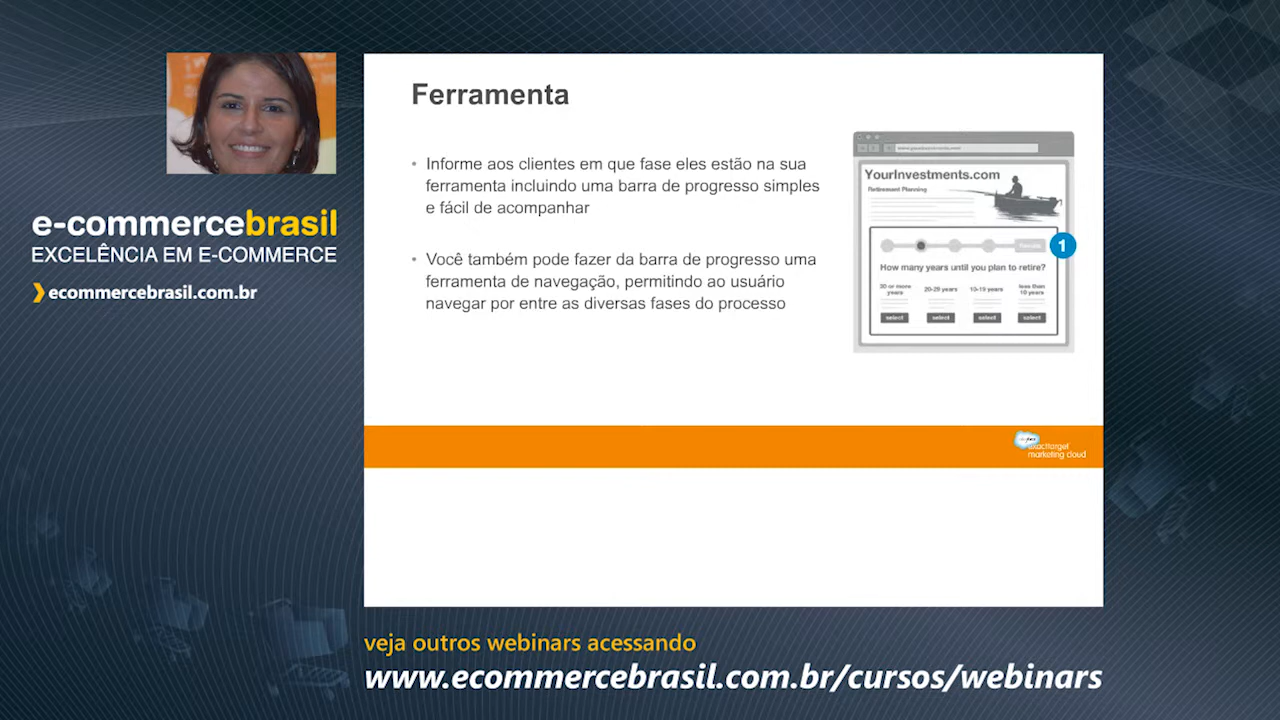 e-commercebrasil
EXCELÊNCIA EM E-COMMERCE
ecommercebrasil.com.br
Ferramenta
• Informe aos clientes em que fase eles estão na sua
ferramenta incluindo uma barra de progresso simples
e fácil de acompanhar
• Você também pode fazer da barra de progresso uma
ferramenta de navegação, permitindo ao usuário
navegar por entre as diversas fases do processo
YourInvestments.com
Retirement Planning
1
How many years until you plan to retire?
30 or more years
20-29 years
10-19 years
less than 10 years
select select select select
exacttarget
marketing cloud
veja outros webinars acessando
www.ecommercebrasil.com.br/cursos/webinars